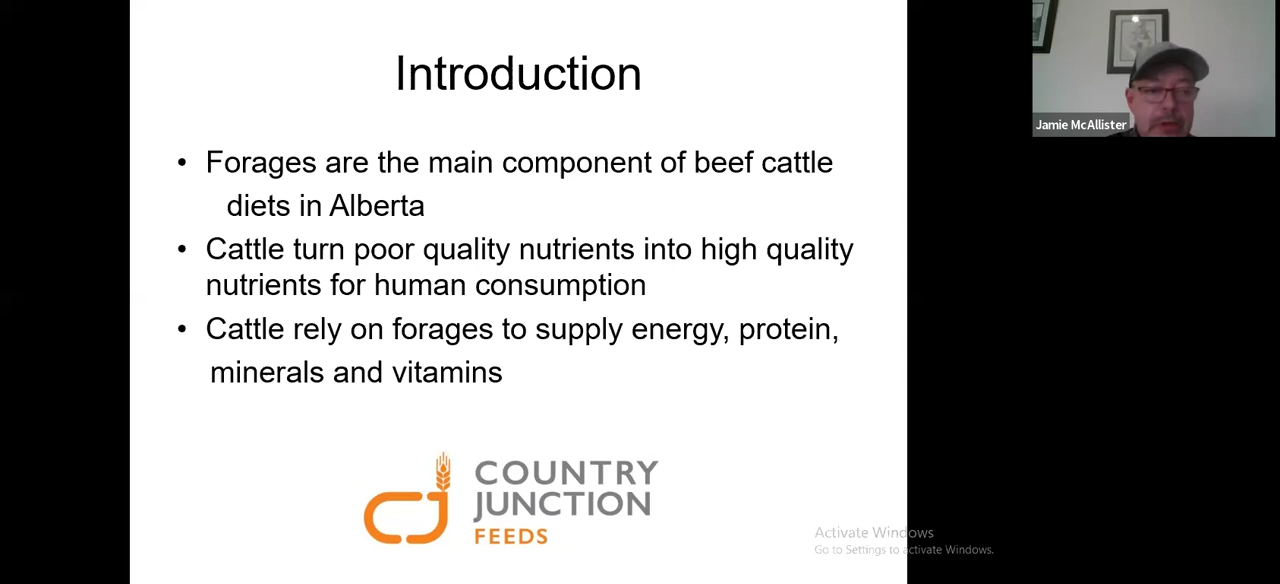 Introduction
• Forages are the main component of beef cattle
diets in Alberta
• Cattle turn poor quality nutrients into high quality
nutrients for human consumption
• Cattle rely on forages to supply energy, protein,
minerals and vitamins
COUNTRY
JUNCTION
FEEDS
Jamie McAllister
Activate Windows
Go to Settings to activate Windows.